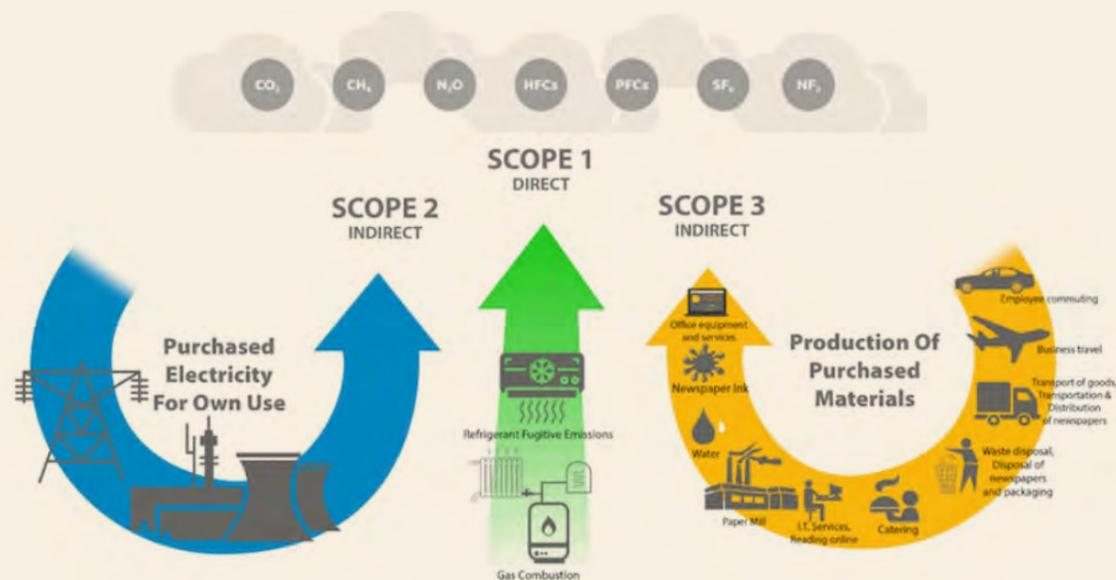 CO₂
CH₄
N₂O
HFCs
PFCs
SF₆
NF₃
SCOPE 1
DIRECT
SCOPE 2
INDIRECT
SCOPE 3
INDIRECT
Purchased
Electricity
For Own Use
Refrigerant Fugitive Emissions
Gas Combustion
Production Of
Purchased
Materials
Office equipment
and services
Newspaper Ink
Water
Paper Mill
I.T. Services,
Reading online
Catering
Waste disposal,
Disposal of
newspapers
and packaging
Transport of goods,
Transportation &
Distribution
of newspapers
Business travel
Employee commuting